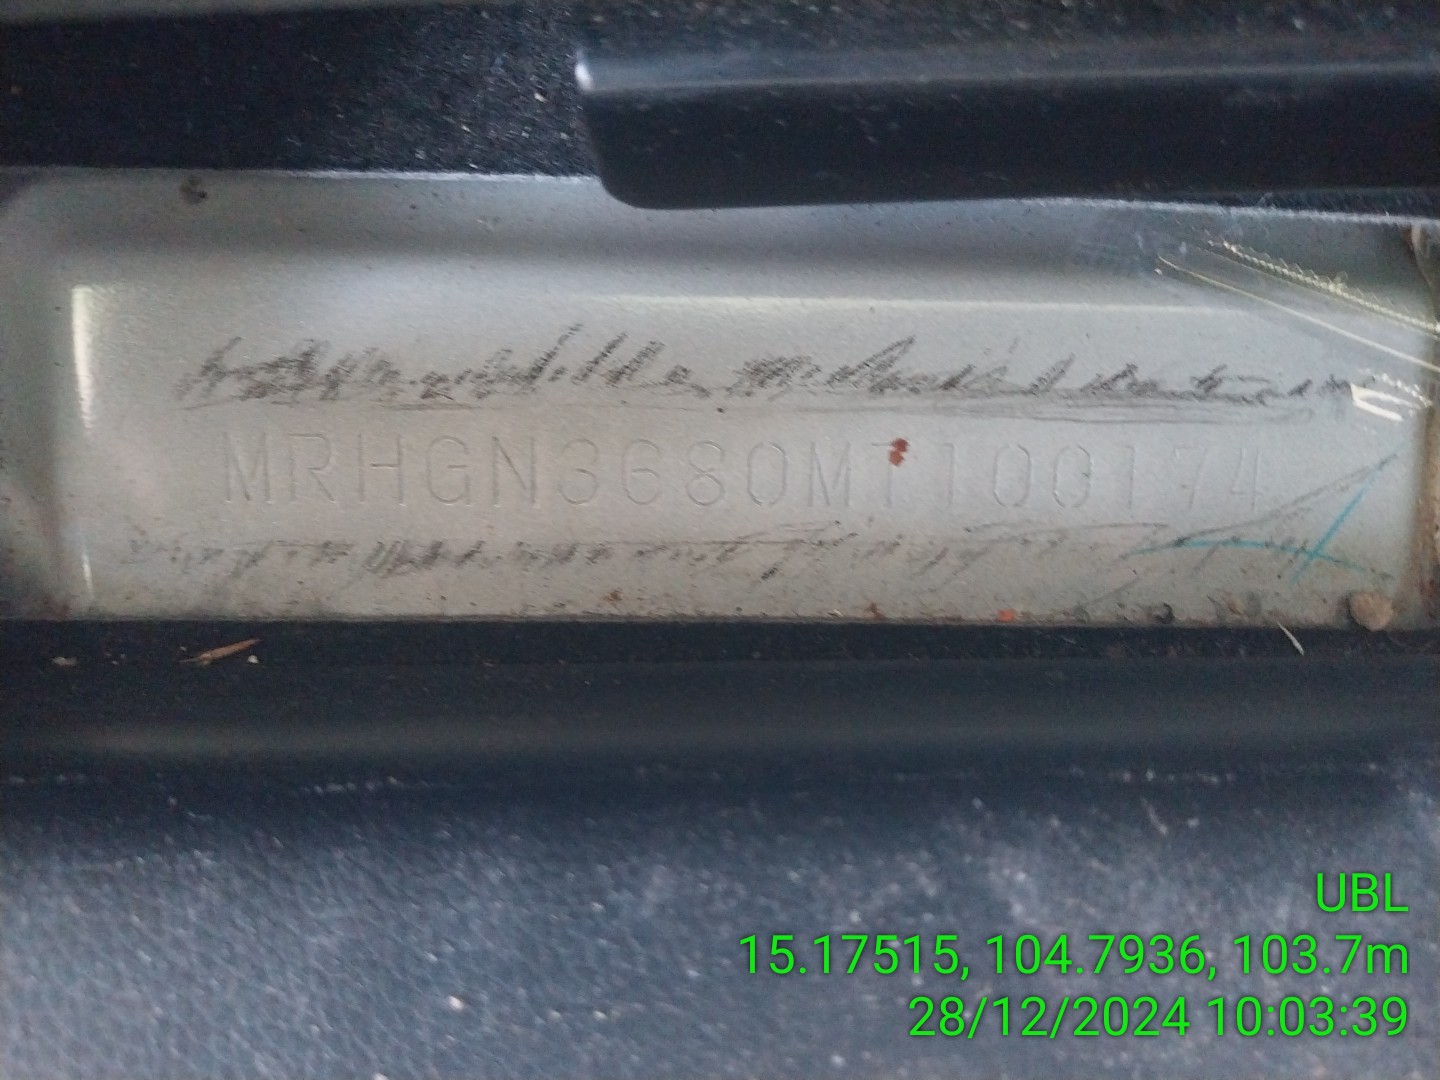 MRHGN3680MT100174
UBL
15.17515, 104.7936, 103.7m
28/12/2024 10:03:39